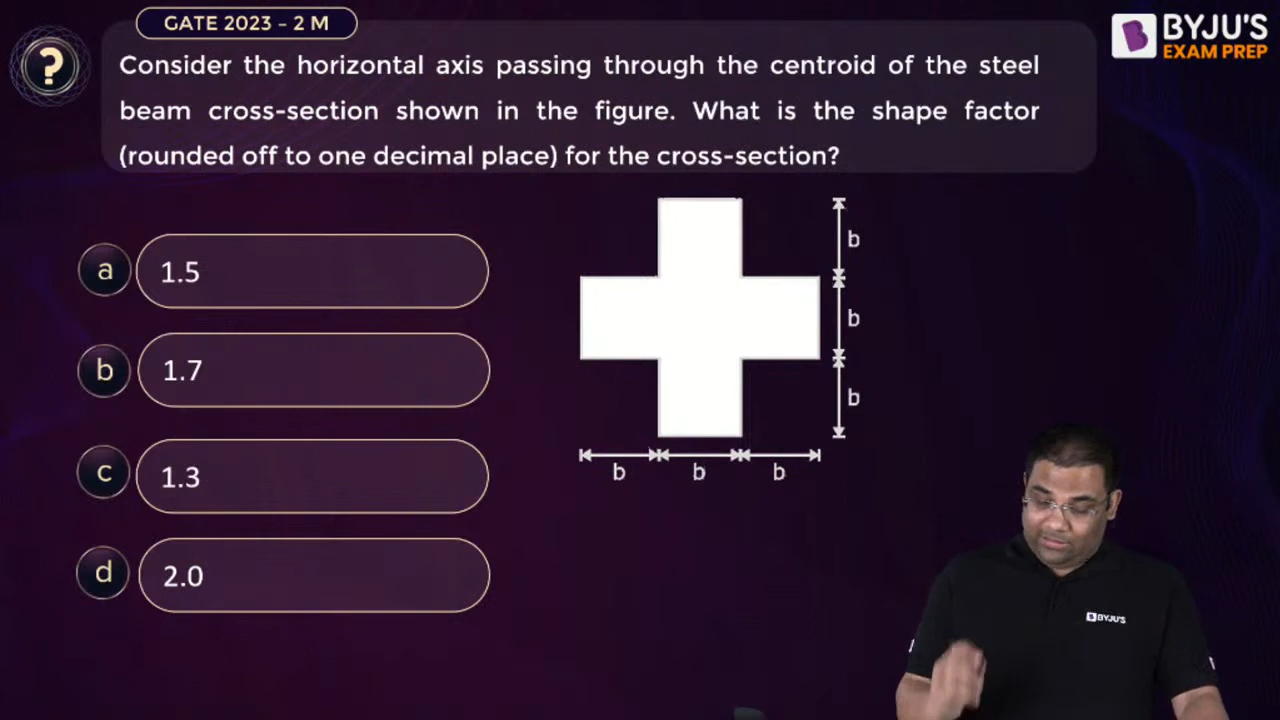 GATE 2023 – 2 M
BYJU'S
EXAM PREP
?
Consider the horizontal axis passing through the centroid of the steel
beam cross-section shown in the figure. What is the shape factor
(rounded off to one decimal place) for the cross-section?
a 1.5
b 1.7
c 1.3
d 2.0
b
b
b
b b b
BYJU'S